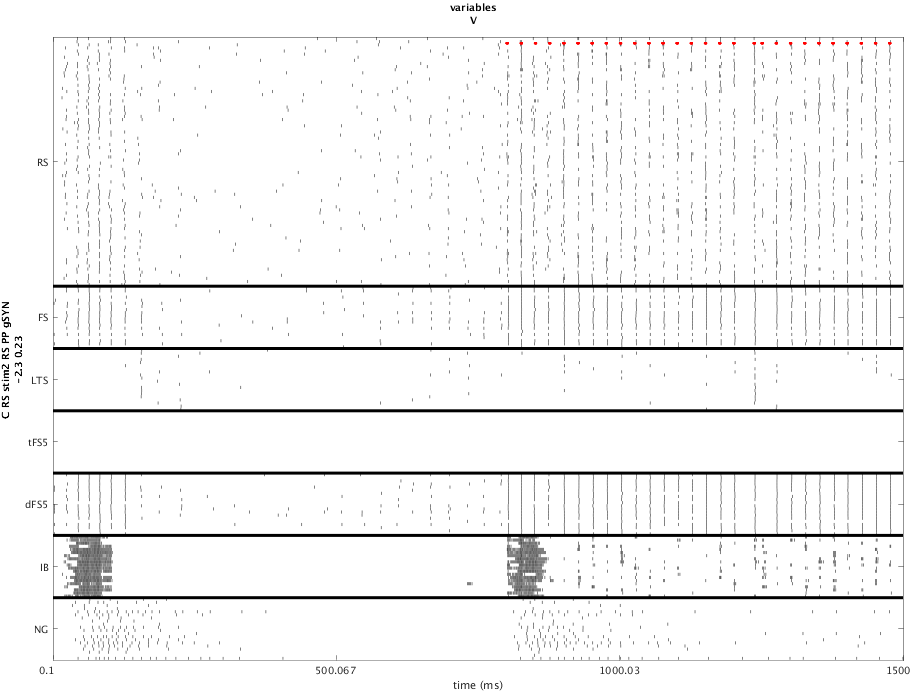 variables
V
RS
FS
LTS
tFS5
dFS5
IB
NG
C RS stim2 RS PP gSYN
-2.3 0.23
0.1
500.067
1000.03
1500
time (ms)